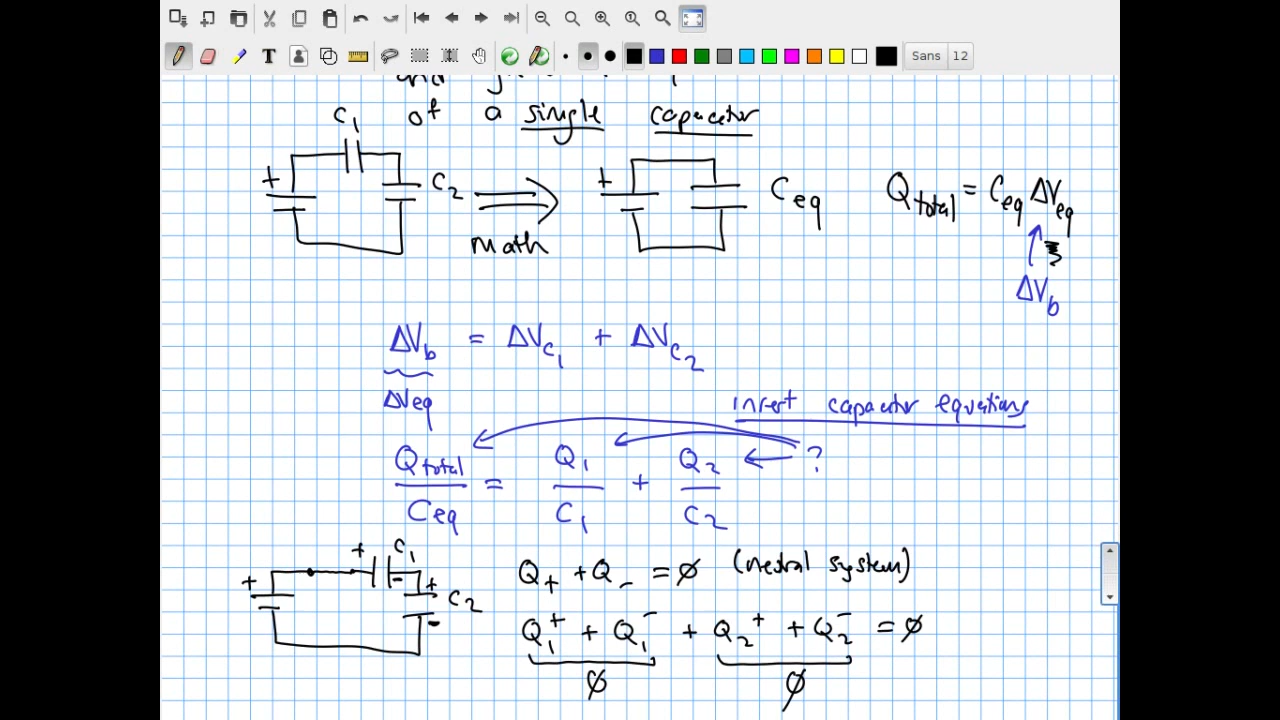 T Sans 12
of a single capacitor
C1
+ C2 math + Ceq Qtotal = Ceq ΔVeq
ΔVb
ΔVb = ΔVC1 + ΔVC2
ΔVeq
insert capacitor equations
Qtotal/Ceq = Q1/C1 + Q2/C2 ← ?
+ + C1 - + C2 -
Q+ + Q- = ∅ (neutral system)
Q1+ + Q1- + Q2+ + Q2- = ∅
∅ ∅